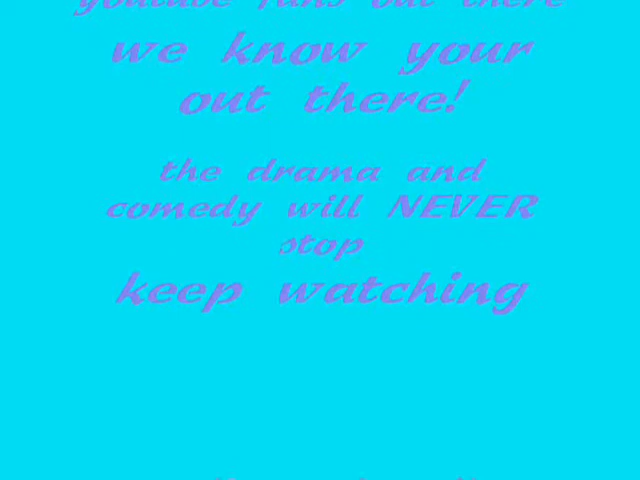 youtube fans out there
we know your
out there!
the drama and
comedy will NEVER
stop
keep watching